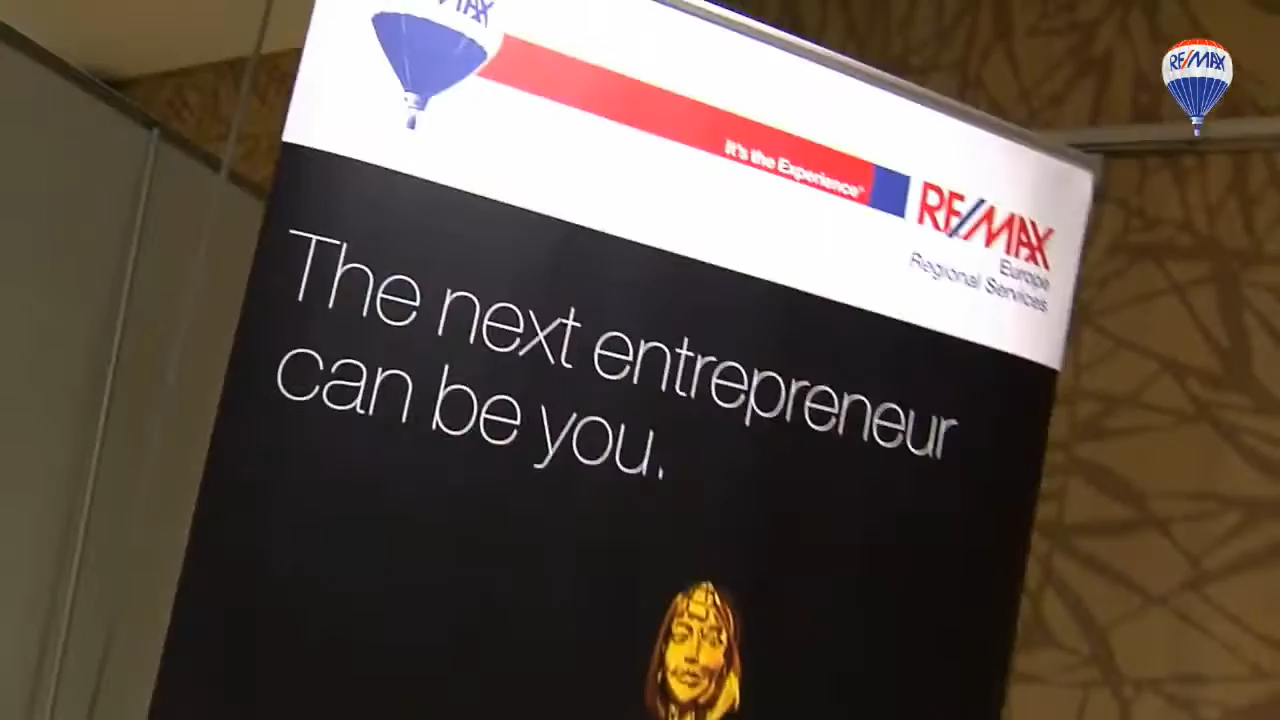 RE/MAX
It's the Experience®
RE/MAX
Europe
Regional Services
The next entrepreneur
can be you.